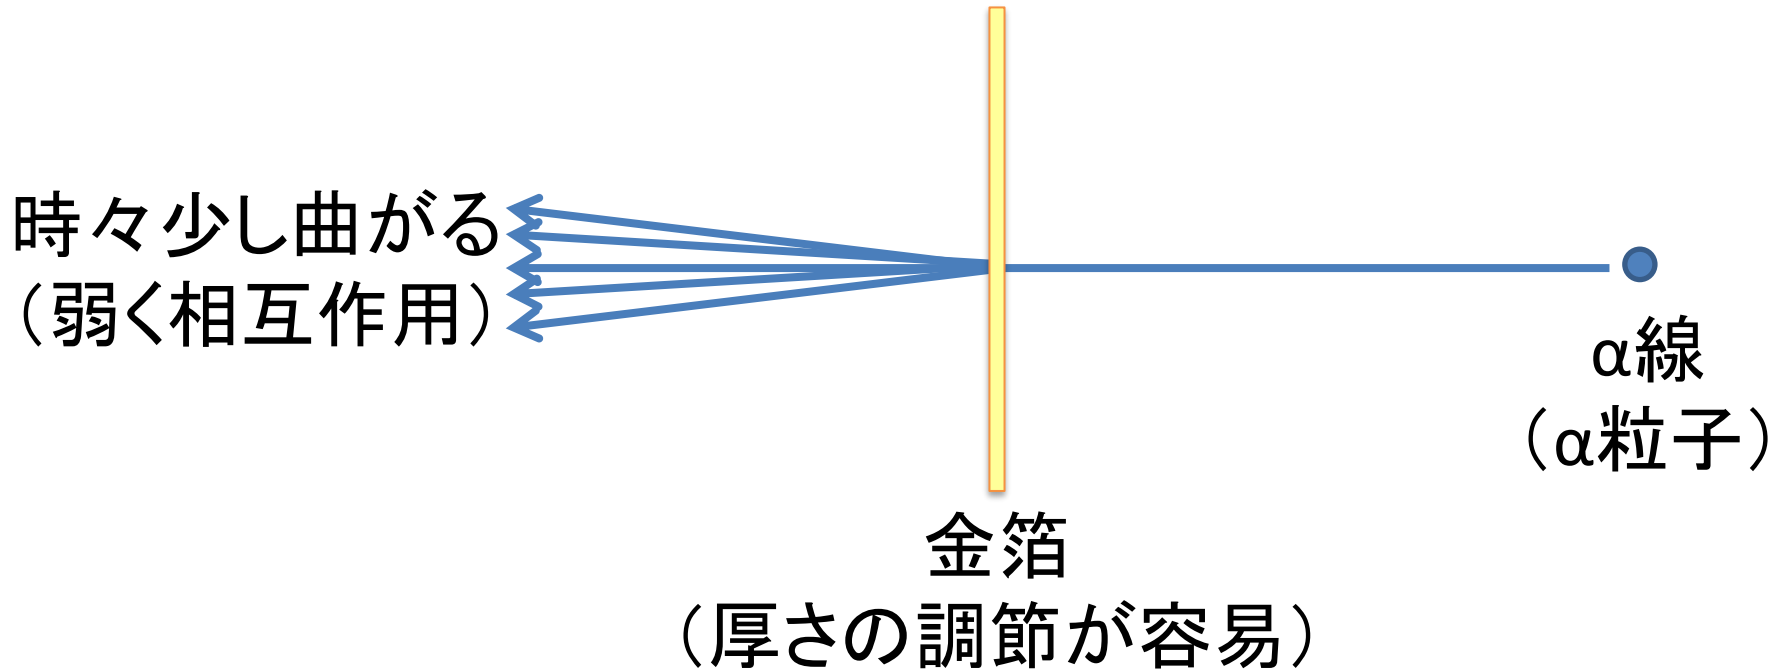 時々少し曲がる
（弱く相互作用）
α線
（α粒子）
金箔
（厚さの調節が容易）